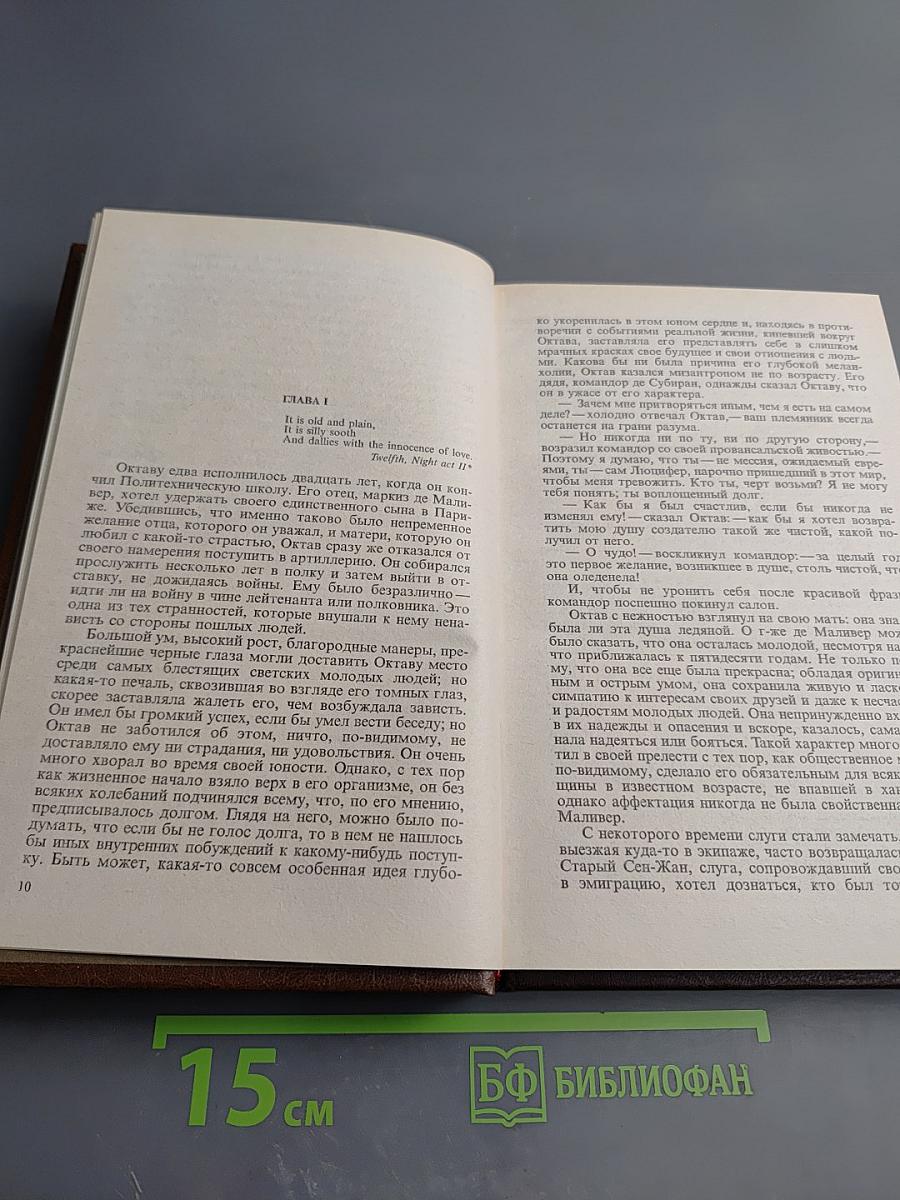 ГЛАВА I
It is old and plain,
It is silly sooth
And dallies with the innocence of love.
Twelfth, Night act II*
Октаву едва исполнилось двадцать лет, когда он кон-
чил Политехническую школу. Его отец, маркиз де Мали-
вер, хотел удержать своего единственного сына в Пари-
же. Убедившись, что именно таково было непременное
желание отца, которого он уважал, и матери, которую он
любил с какой-то страстью, Октав сразу же отказался от
своего намерения поступить в артиллерию. Он собирался
прослужить несколько лет в полку и затем выйти в от-
ставку, не дожидаясь войны. Ему было безразлично —
идти ли на войну в чине лейтенанта или полковника. Это
одна из тех странностей, которые внушали к нему нена-
висть со стороны пошлых людей.
Большой ум, высокий рост, благородные манеры, пре-
краснейшие черные глаза могли доставить Октаву место
среди самых блестящих светских молодых людей; но
какая-то печаль, сквозившая во взгляде его томных глаз,
скорее заставляла жалеть его, чем возбуждала зависть.
Он имел бы громкий успех, если бы умел вести беседу; но
Октав не заботился об этом, ничто, по-видимому, не
доставляло ему ни страдания, ни удовольствия. Он очень
много хворал во время своей юности. Однако, с тех пор
как жизненное начало взяло верх в его организме, он без
всяких колебаний подчинялся всему, что, по его мнению,
предписывалось долгом. Глядя на него, можно было по-
думать, что если бы не голос долга, то в нем не нашлось
бы иных внутренних побуждений к какому-нибудь поступ-
ку. Быть может, какая-то совсем особенная идея глубо-
10
ко укоренилась в этом юном сердце и, находясь в проти-
воречии с событиями реальной жизни, кипевшей вокруг
Октава, заставляла его представлять себе в слишком
мрачных красках свое будущее и свои отношения с людь-
ми. Какова бы ни была причина его глубокой мелан-
холии, Октав казался мизантропом не по возрасту. Его
дядя, командор де Субиран, однажды сказал Октаву, что
он в ужасе от его характера.
— Зачем мне притворяться иным, чем я есть на самом
деле? — холодно отвечал Октав, — ваш племянник всегда
останется на грани разума.
— Но никогда ни по ту, ни по другую сторону, —
возразил командор со своей провансальской живостью. —
Поэтому я думаю, что ты — не мессия, ожидаемый евре-
ями, ты — сам Люцифер, нарочно пришедший в этот мир,
чтобы меня тревожить. Кто ты, черт возьми? Я не могу
тебя понять; ты воплощенный долг.
— Как бы я был счастлив, если бы никогда не
изменял ему! — сказал Октав: — как бы я хотел возвра-
тить мою душу создателю такой же чистой, какой по-
лучил от него.
— О чудо! — воскликнул командор: — за целый год
это первое желание, возникшее в душе, столь чистой, что
она оледенела!
И, чтобы не уронить себя после красивой фраз
командор поспешно покинул салон.
Октав с нежностью взглянул на свою мать: она зна
была ли эта душа ледяной. О г-же де Маливер мож
было сказать, что она осталась молодой, несмотря на
что приближалась к пятидесяти годам. Не только по
му, что она все еще была прекрасна; обладая оригин
ным и острым умом, она сохранила живую и ласко
симпатию к интересам своих друзей и даже к несча
и радостям молодых людей. Она непринужденно вх
в их надежды и опасения и вскоре, казалось, сама
нала надеяться или бояться. Такой характер много
тил в своей прелести с тех пор, как общественное м
по-видимому, сделало его обязательным для всяк
щины в известном возрасте, не впавшей в хан
однако аффектация никогда не была свойственна
Маливер.
С некоторого времени слуги стали замечать,
выезжая куда-то в экипаже, часто возвращалас
Старый Сен-Жан, слуга, сопровождавший сво
в эмиграцию, хотел дознаться, кто был то
15 см
БФ БИБЛИОФАН